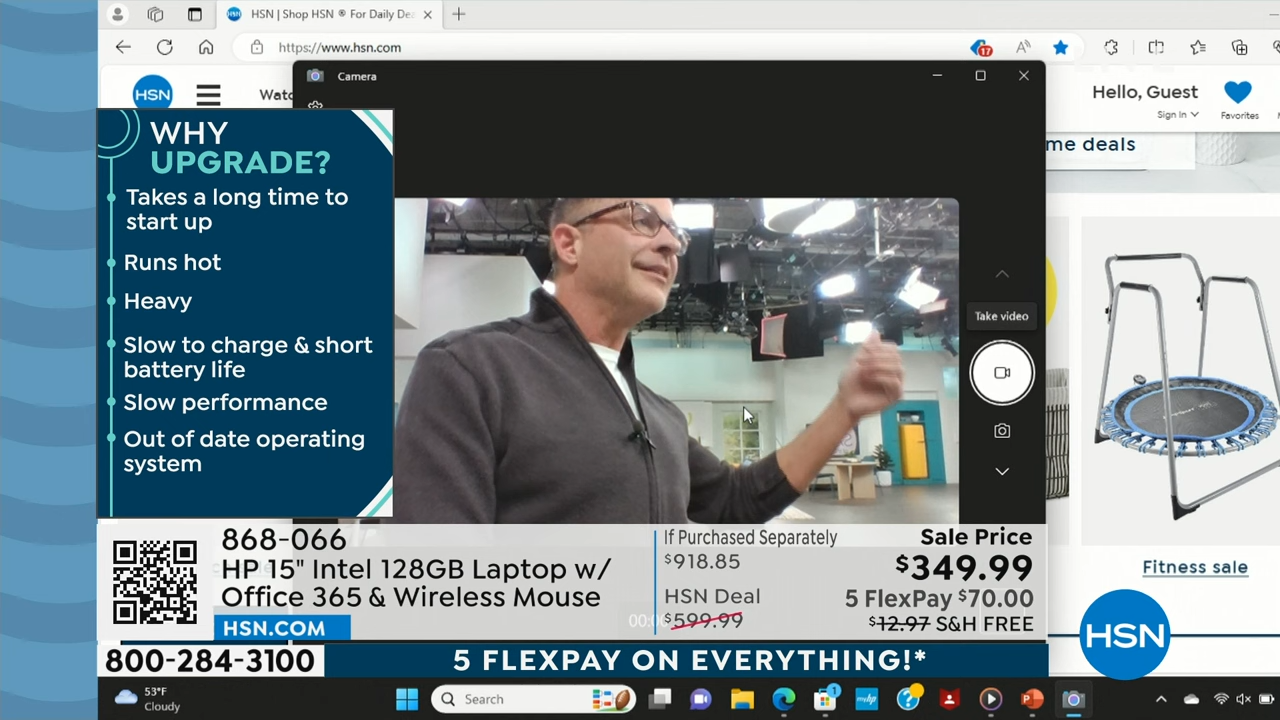 HSN | Shop HSN ® For Daily Dea
https://www.hsn.com
17
HSN
Watc
Camera
Hello, Guest
Sign In
Favorites
me deals
WHY
UPGRADE?
Takes a long time to
start up
Runs hot
Heavy
Slow to charge & short
battery life
Slow performance
Out of date operating
system
Take video
868-066
HP 15" Intel 128GB Laptop w/
Office 365 & Wireless Mouse
HSN.COM
If Purchased Separately
$918.85
HSN Deal
$599.99
Sale Price
$349.99
5 FlexPay $70.00
$12.97 S&H FREE
Fitness sale
HSN
800-284-3100
5 FLEXPAY ON EVERYTHING!*
53°F
Cloudy
Search
1